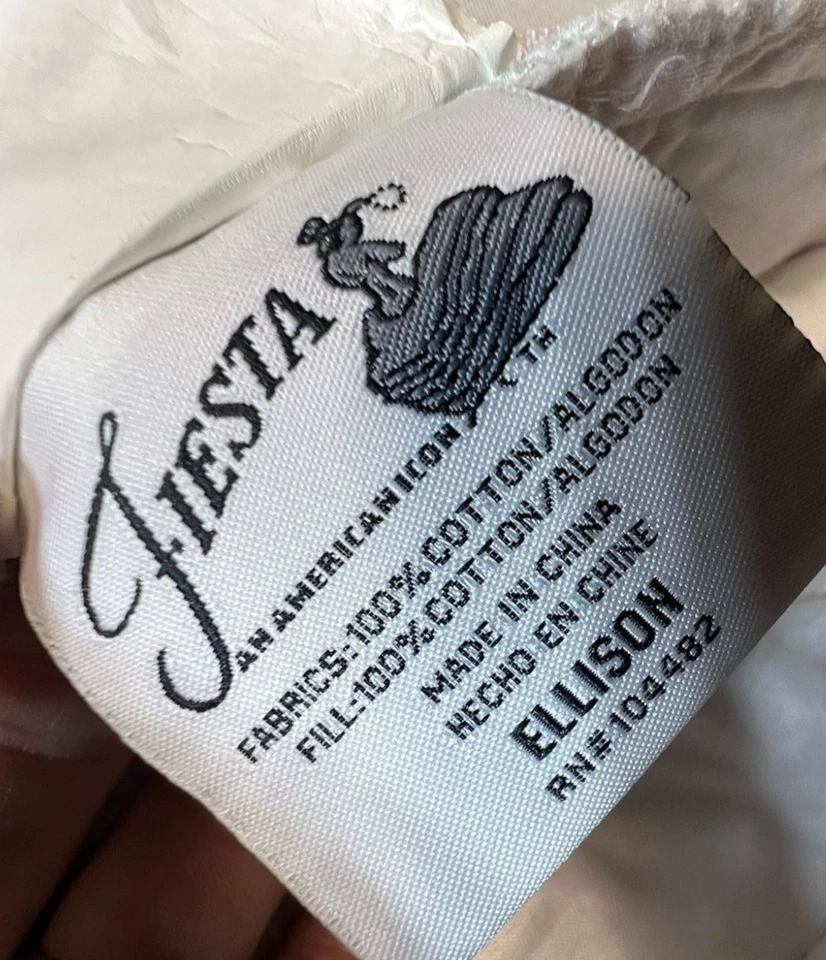 FIESTA
AN AMERICAN ICON
TH
FABRICS:100%COTTON/ALGODON
FILL:100%COTTON/ALGODON
MADE IN CHINA
HECHO EN CHINE
ELLISON
RN#104482